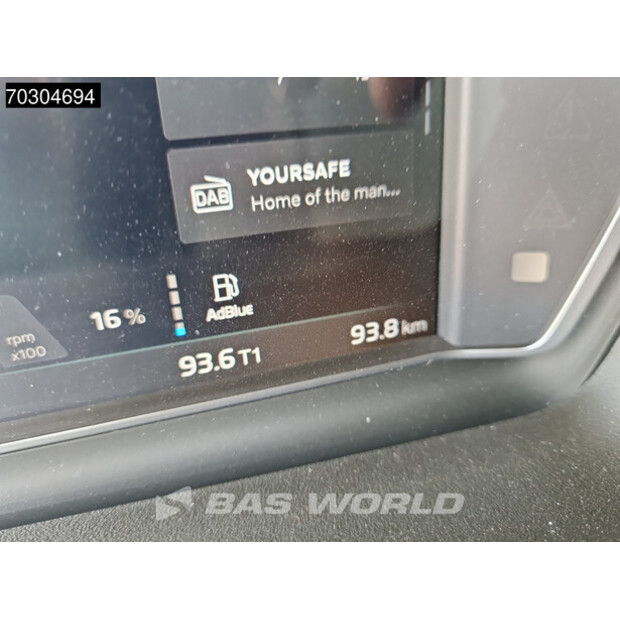 70304694
YOURSAFE
DAB
Home of the man...
16 %
AdBlue
rpm
x100
93.6 T1
93.8 km
BAS WORLD